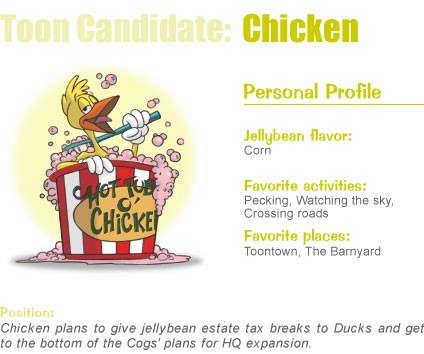 Toon Candidate: Chicken
Personal Profile
Jellybean flavor:
Corn
Favorite activities:
Pecking, Watching the sky,
Crossing roads
Favorite places:
Toontown, The Barnyard
HOT TUB
O'
CHICKEN
Position:
Chicken plans to give jellybean estate tax breaks to Ducks and get
to the bottom of the Cogs' plans for HQ expansion.